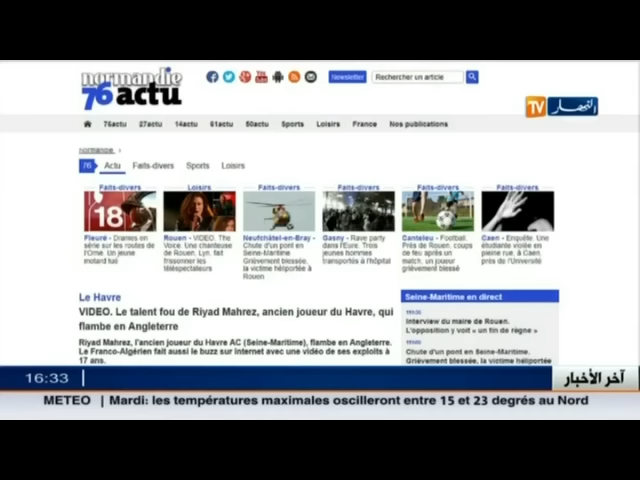 normandie
76actu
Newsletter
Rechercher un article
TV النهار
76actu 27actu 14actu 61actu 50actu Sports Loisirs France Nos publications
normandie >
76 Actu Faits-divers Sports Loisirs
Faits-divers
18
Fleuré - Drames en
série sur les routes de
l'Orne. Un jeune
motard tué
Loisirs
Rouen - VIDEO. The
Voice. Une chanteuse
de Rouen, Lyn, fait
frissonner les
téléspectateurs
Faits-divers
Neufchâtel-en-Bray -
Chute d'un pont en
Seine-Maritime
Grièvement blessée,
la victime hélitreuillée à
Rouen
Faits-divers
Gasny - Rave party
dans l'Eure. Trois
jeunes hommes
transportés à l'hôpital
Faits-divers
Canteleu - Football.
Près de Rouen, coups
de feu après un
match, un joueur
grièvement blessé
Faits-divers
Caen - Enquête. Une
étudiante violée en
pleine rue, à Caen,
près de l'Université
Le Havre
VIDEO. Le talent fou de Riyad Mahrez, ancien joueur du Havre, qui
flambe en Angleterre
Riyad Mahrez, l'ancien joueur du Havre AC (Seine-Maritime), flambe en Angleterre.
Le Franco-Algérien fait aussi le buzz sur internet avec une vidéo de ses exploits à
17 ans.
Seine-Maritime en direct
Interview du maire de Rouen.
L'opposition y voit « un fin de règne »
Chute d'un pont en Seine-Maritime
Grièvement blessée, la victime héliportée
16:33
آخر الأخبار
METEO | Mardi: les températures maximales oscilleront entre 15 et 23 degrés au Nord